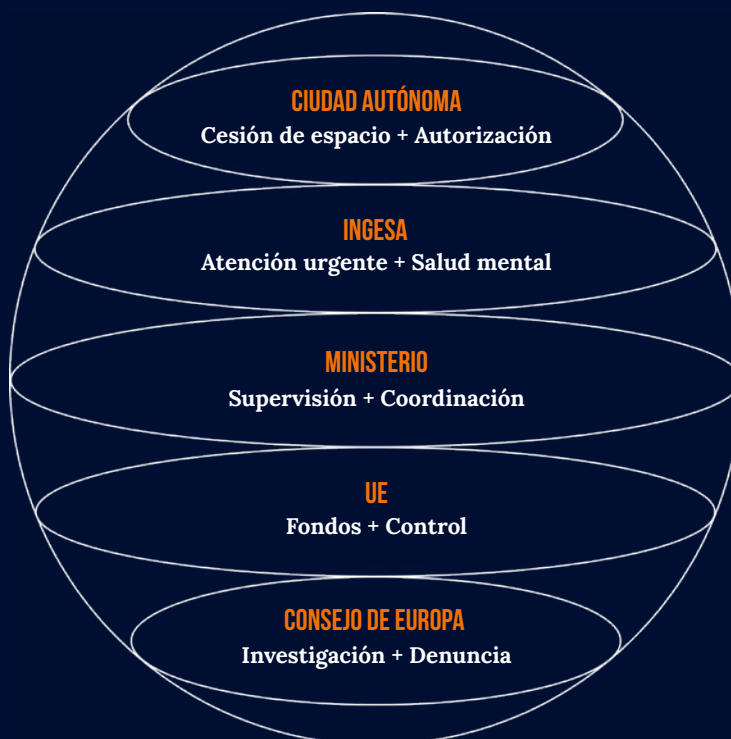 CIUDAD AUTÓNOMA
Cesión de espacio + Autorización
INGESA
Atención urgente + Salud mental
MINISTERIO
Supervisión + Coordinación
UE
Fondos + Control
CONSEJO DE EUROPA
Investigación + Denuncia